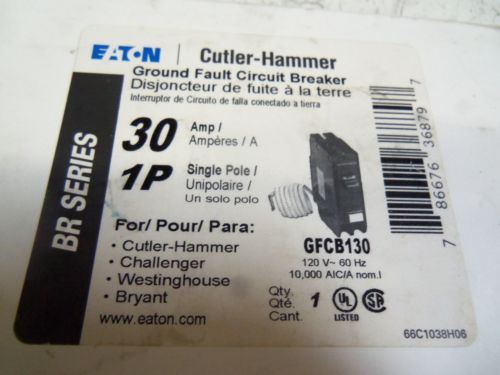 EATON Cutler-Hammer
Ground Fault Circuit Breaker
Disjoncteur de fuite à la terre
Interruptor de Circuito de falla conectado a tierra
BR SERIES
30 Amp /
Ampères / A
1P Single Pole /
Unipolaire /
Un solo polo
For/ Pour/ Para:
• Cutler-Hammer
• Challenger
• Westinghouse
• Bryant
www.eaton.com
GFCB130
120 V~ 60 Hz
10,000 AIC/A nom.I
Qty.
Qté. 1
Cant.
UL
LISTED
SA
7 86676 36879 7
66C1038H06